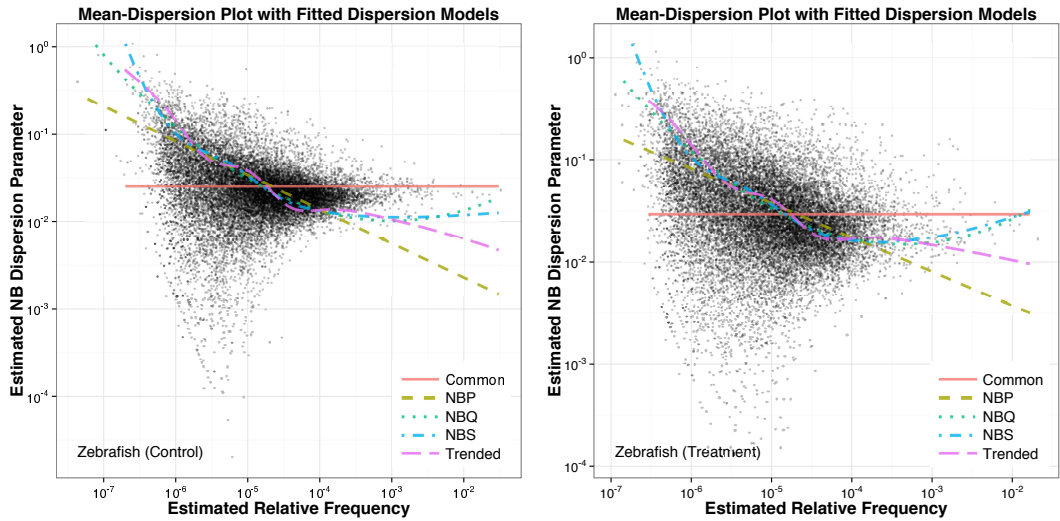 Mean-Dispersion Plot with Fitted Dispersion Models
Estimated NB Dispersion Parameter
10^0
10^-1
10^-2
10^-3
10^-4
Common
NBP
NBQ
NBS
Trended
Zebrafish (Control)
10^-7 10^-6 10^-5 10^-4 10^-3 10^-2
Estimated Relative Frequency
Mean-Dispersion Plot with Fitted Dispersion Models
Estimated NB Dispersion Parameter
10^0
10^-1
10^-2
10^-3
10^-4
Common
NBP
NBQ
NBS
Trended
Zebrafish (Treatment)
10^-7 10^-6 10^-5 10^-4 10^-3 10^-2
Estimated Relative Frequency